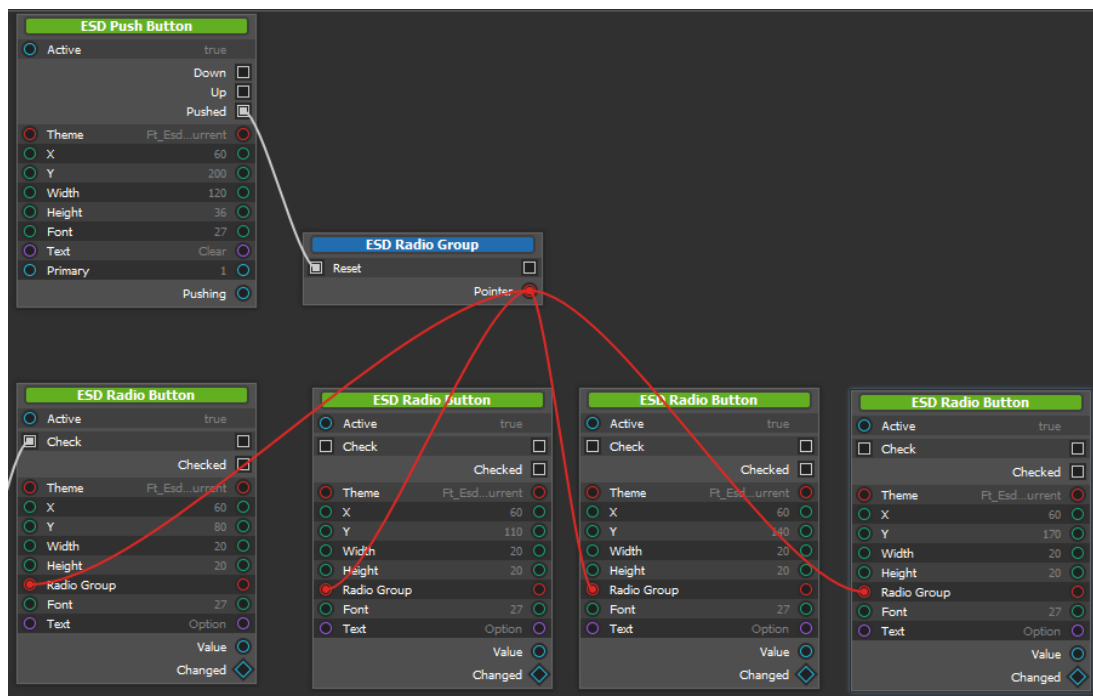 ESD Push Button
Active true
Down
Up
Pushed
Theme Ft_Esd...urrent
X 60
Y 200
Width 120
Height 36
Font 27
Text Clear
Primary 1
Pushing
ESD Radio Group
Reset
Pointer
ESD Radio Button
Active true
Check
Checked
Theme Ft_Esd...urrent
X 60
Y 80
Width 20
Height 20
Radio Group
Font 27
Text Option
Value
Changed
ESD Radio Button
Active true
Check
Checked
Theme Ft_Esd...urrent
X 60
Y 110
Width 20
Height 20
Radio Group
Font 27
Text Option
Value
Changed
ESD Radio Button
Active true
Check
Checked
Theme Ft_Esd...urrent
X 60
Y 140
Width 20
Height 20
Radio Group
Font 27
Text Option
Value
Changed
ESD Radio Button
Active true
Check
Checked
Theme Ft_Esd...urrent
X 60
Y 170
Width 20
Height 20
Radio Group
Font 27
Text Option
Value
Changed